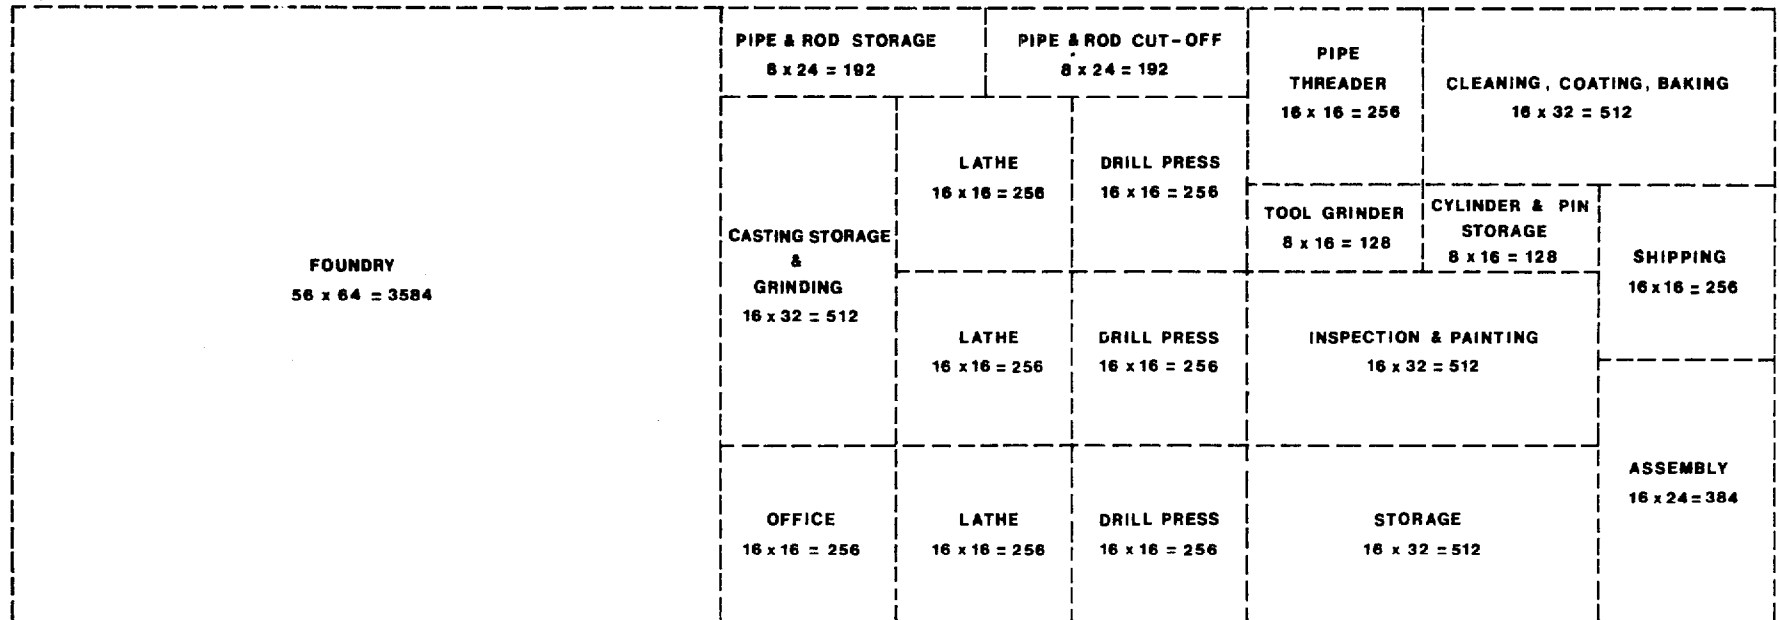 FOUNDRY
56 x 64 = 3584
PIPE & ROD STORAGE
8 x 24 = 192
PIPE & ROD CUT-OFF
8 x 24 = 192
PIPE
THREADER
16 x 16 = 256
CLEANING, COATING, BAKING
16 x 32 = 512
CASTING STORAGE
&
GRINDING
16 x 32 = 512
LATHE
16 x 16 = 256
DRILL PRESS
16 x 16 = 256
TOOL GRINDER
8 x 16 = 128
CYLINDER & PIN
STORAGE
8 x 16 = 128
SHIPPING
16 x 16 = 256
LATHE
16 x 16 = 256
DRILL PRESS
16 x 16 = 256
INSPECTION & PAINTING
16 x 32 = 512
OFFICE
16 x 16 = 256
LATHE
16 x 16 = 256
DRILL PRESS
16 x 16 = 256
STORAGE
16 x 32 = 512
ASSEMBLY
16 x 24 = 384